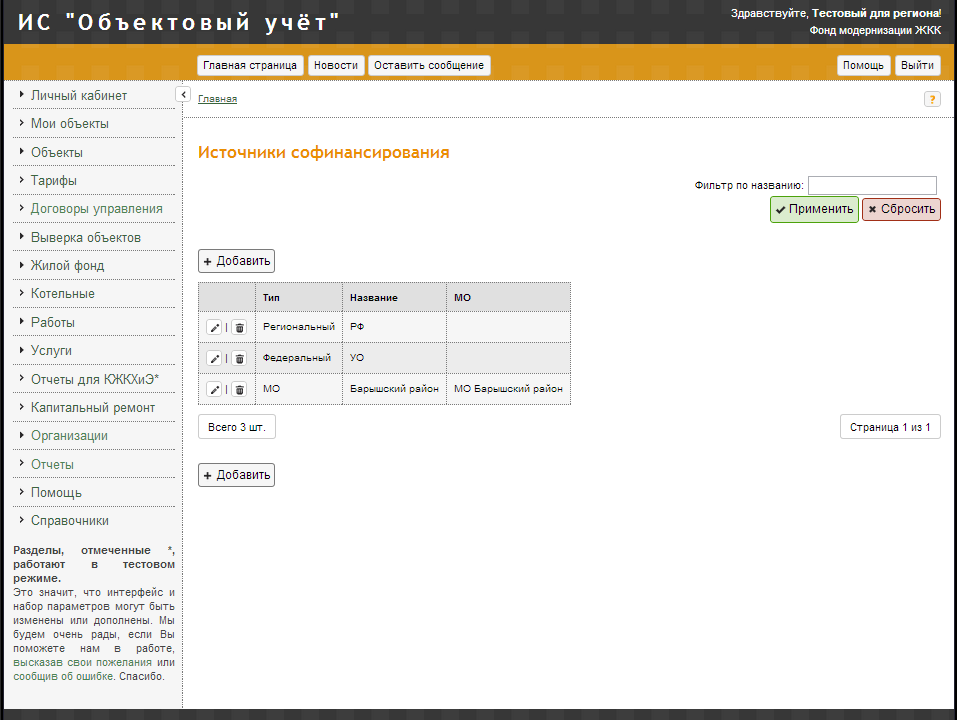 ИС "Объектовый учёт"
Здравствуйте, Тестовый для региона!
Фонд модернизации ЖКК
Главная страница
Новости
Оставить сообщение
Помощь
Выйти
Личный кабинет
Мои объекты
Объекты
Тарифы
Договоры управления
Выверка объектов
Жилой фонд
Котельные
Работы
Услуги
Отчеты для КЖКХиЭ*
Капитальный ремонт
Организации
Отчеты
Помощь
Справочники
Разделы, отмеченные *,
работают в тестовом
режиме.
Это значит, что интерфейс и
набор параметров могут быть
изменены или дополнены. Мы
будем очень рады, если Вы
поможете нам в работе,
высказав свои пожелания или
сообщив об ошибке. Спасибо.
Главная
?
Источники софинансирования
Фильтр по названию:
Применить
Сбросить
+ Добавить
Тип Название МО
| Региональный РФ
| Федеральный УО
| МО Барышский район МО Барышский район
Всего 3 шт.
Страница 1 из 1
+ Добавить